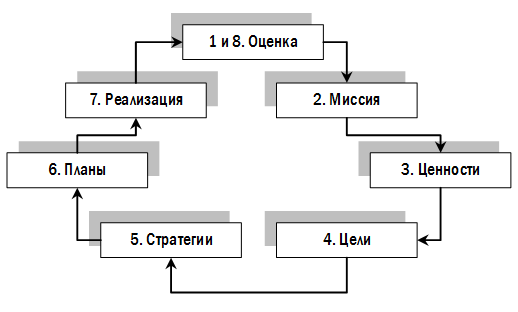 1 и 8. Оценка
2. Миссия
3. Ценности
4. Цели
5. Стратегии
6. Планы
7. Реализация